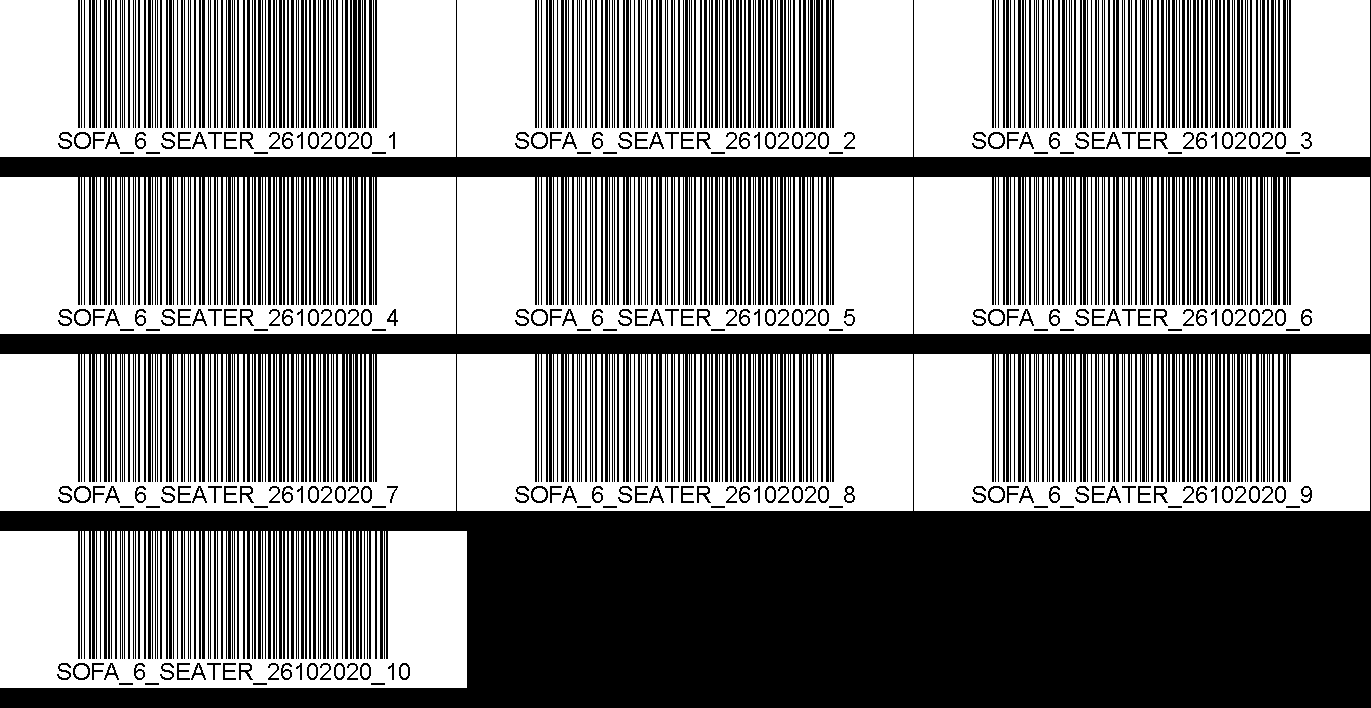 SOFA_6_SEATER_26102020_1
SOFA_6_SEATER_26102020_2
SOFA_6_SEATER_26102020_3
SOFA_6_SEATER_26102020_4
SOFA_6_SEATER_26102020_5
SOFA_6_SEATER_26102020_6
SOFA_6_SEATER_26102020_7
SOFA_6_SEATER_26102020_8
SOFA_6_SEATER_26102020_9
SOFA_6_SEATER_26102020_10